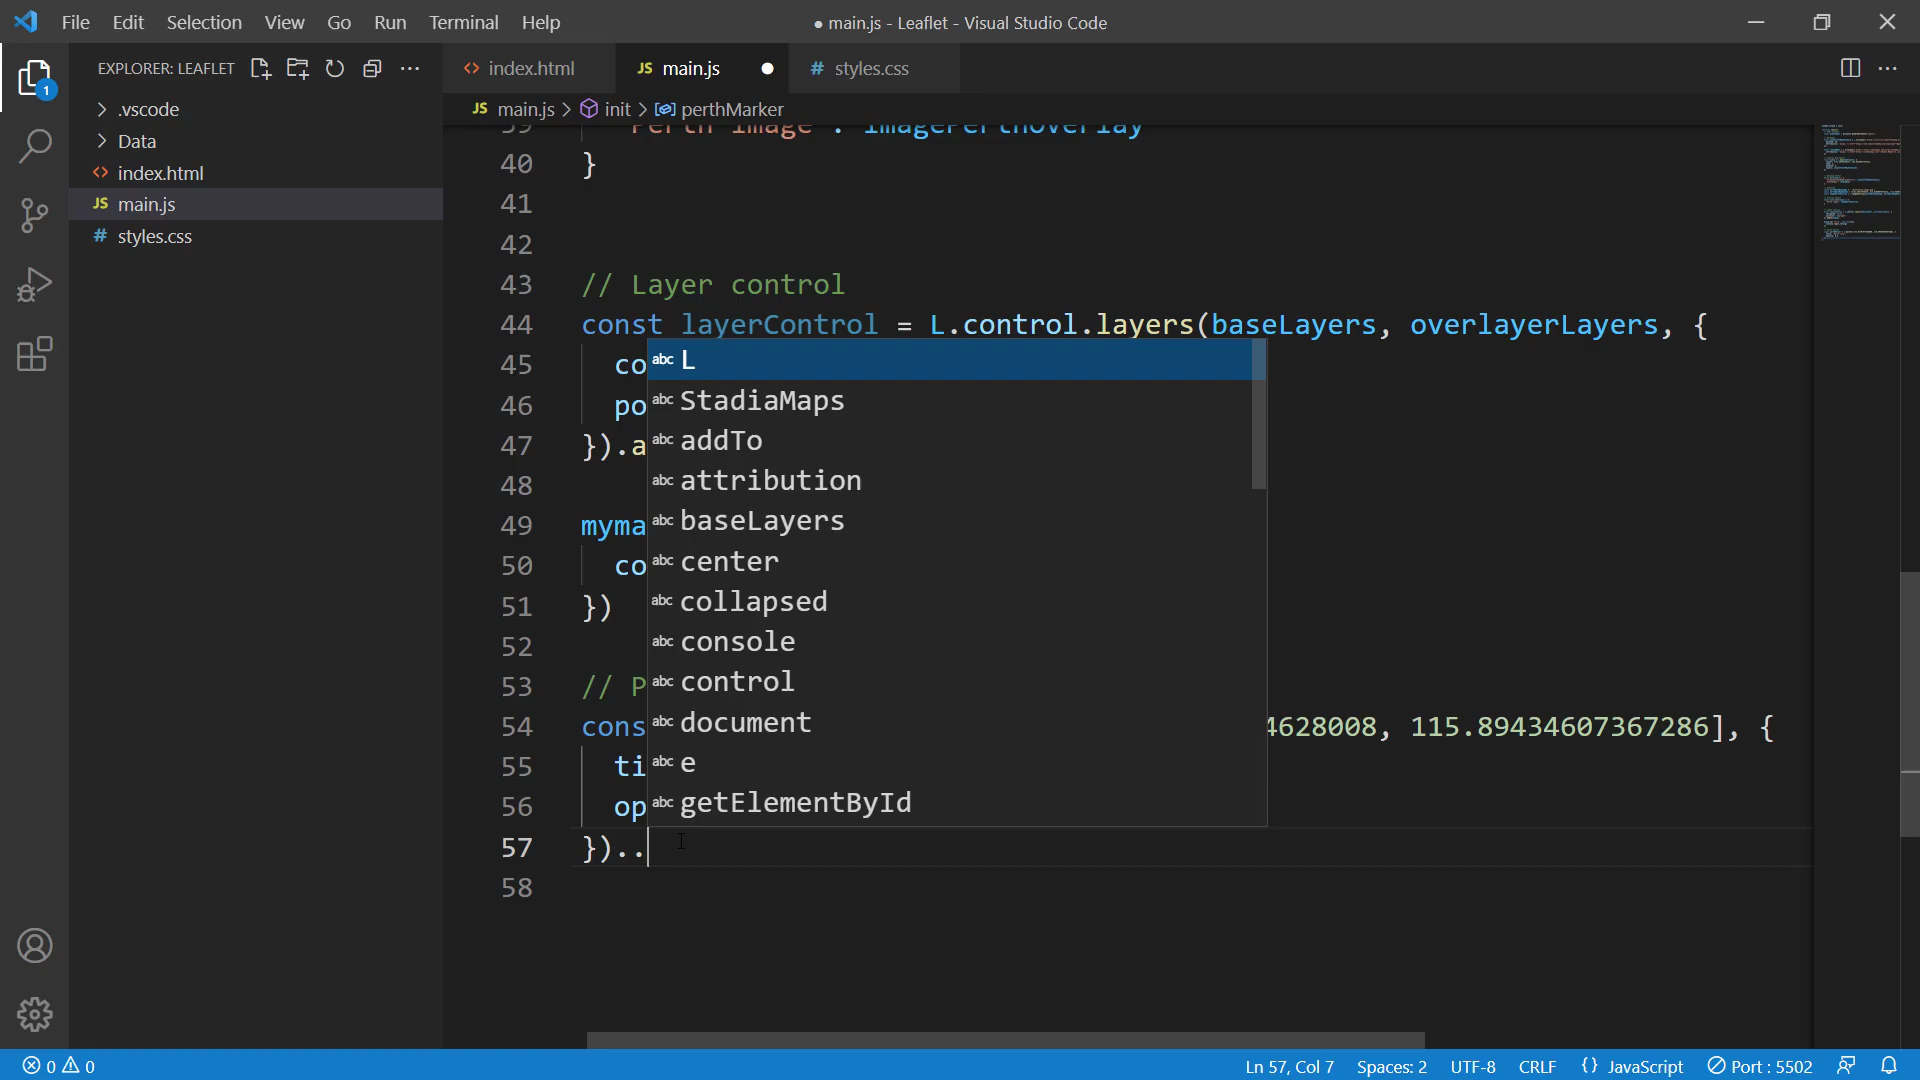 File Edit Selection View Go Run Terminal Help
● main.js - Leaflet - Visual Studio Code
1
EXPLORER: LEAFLET
.vscode
Data
index.html
main.js
styles.css
index.html
main.js
styles.css
main.js > init > perthMarker
39 "Perth image": imagePerthOverlay
40 }
41
42
43 // Layer control
44 const layerControl = L.control.layers(baseLayers, overlayerLayers, {
45 co
46 po
47 }).a
48
49 myma
50 co
51 })
52
53 // P
54 cons 4628008, 115.89434607367286], {
55 ti
56 op
57 })..
58
abc L
abc StadiaMaps
abc addTo
abc attribution
abc baseLayers
abc center
abc collapsed
abc console
abc control
abc document
abc e
abc getElementById
0 0
Ln 57, Col 7 Spaces: 2 UTF-8 CRLF {} JavaScript Port : 5502